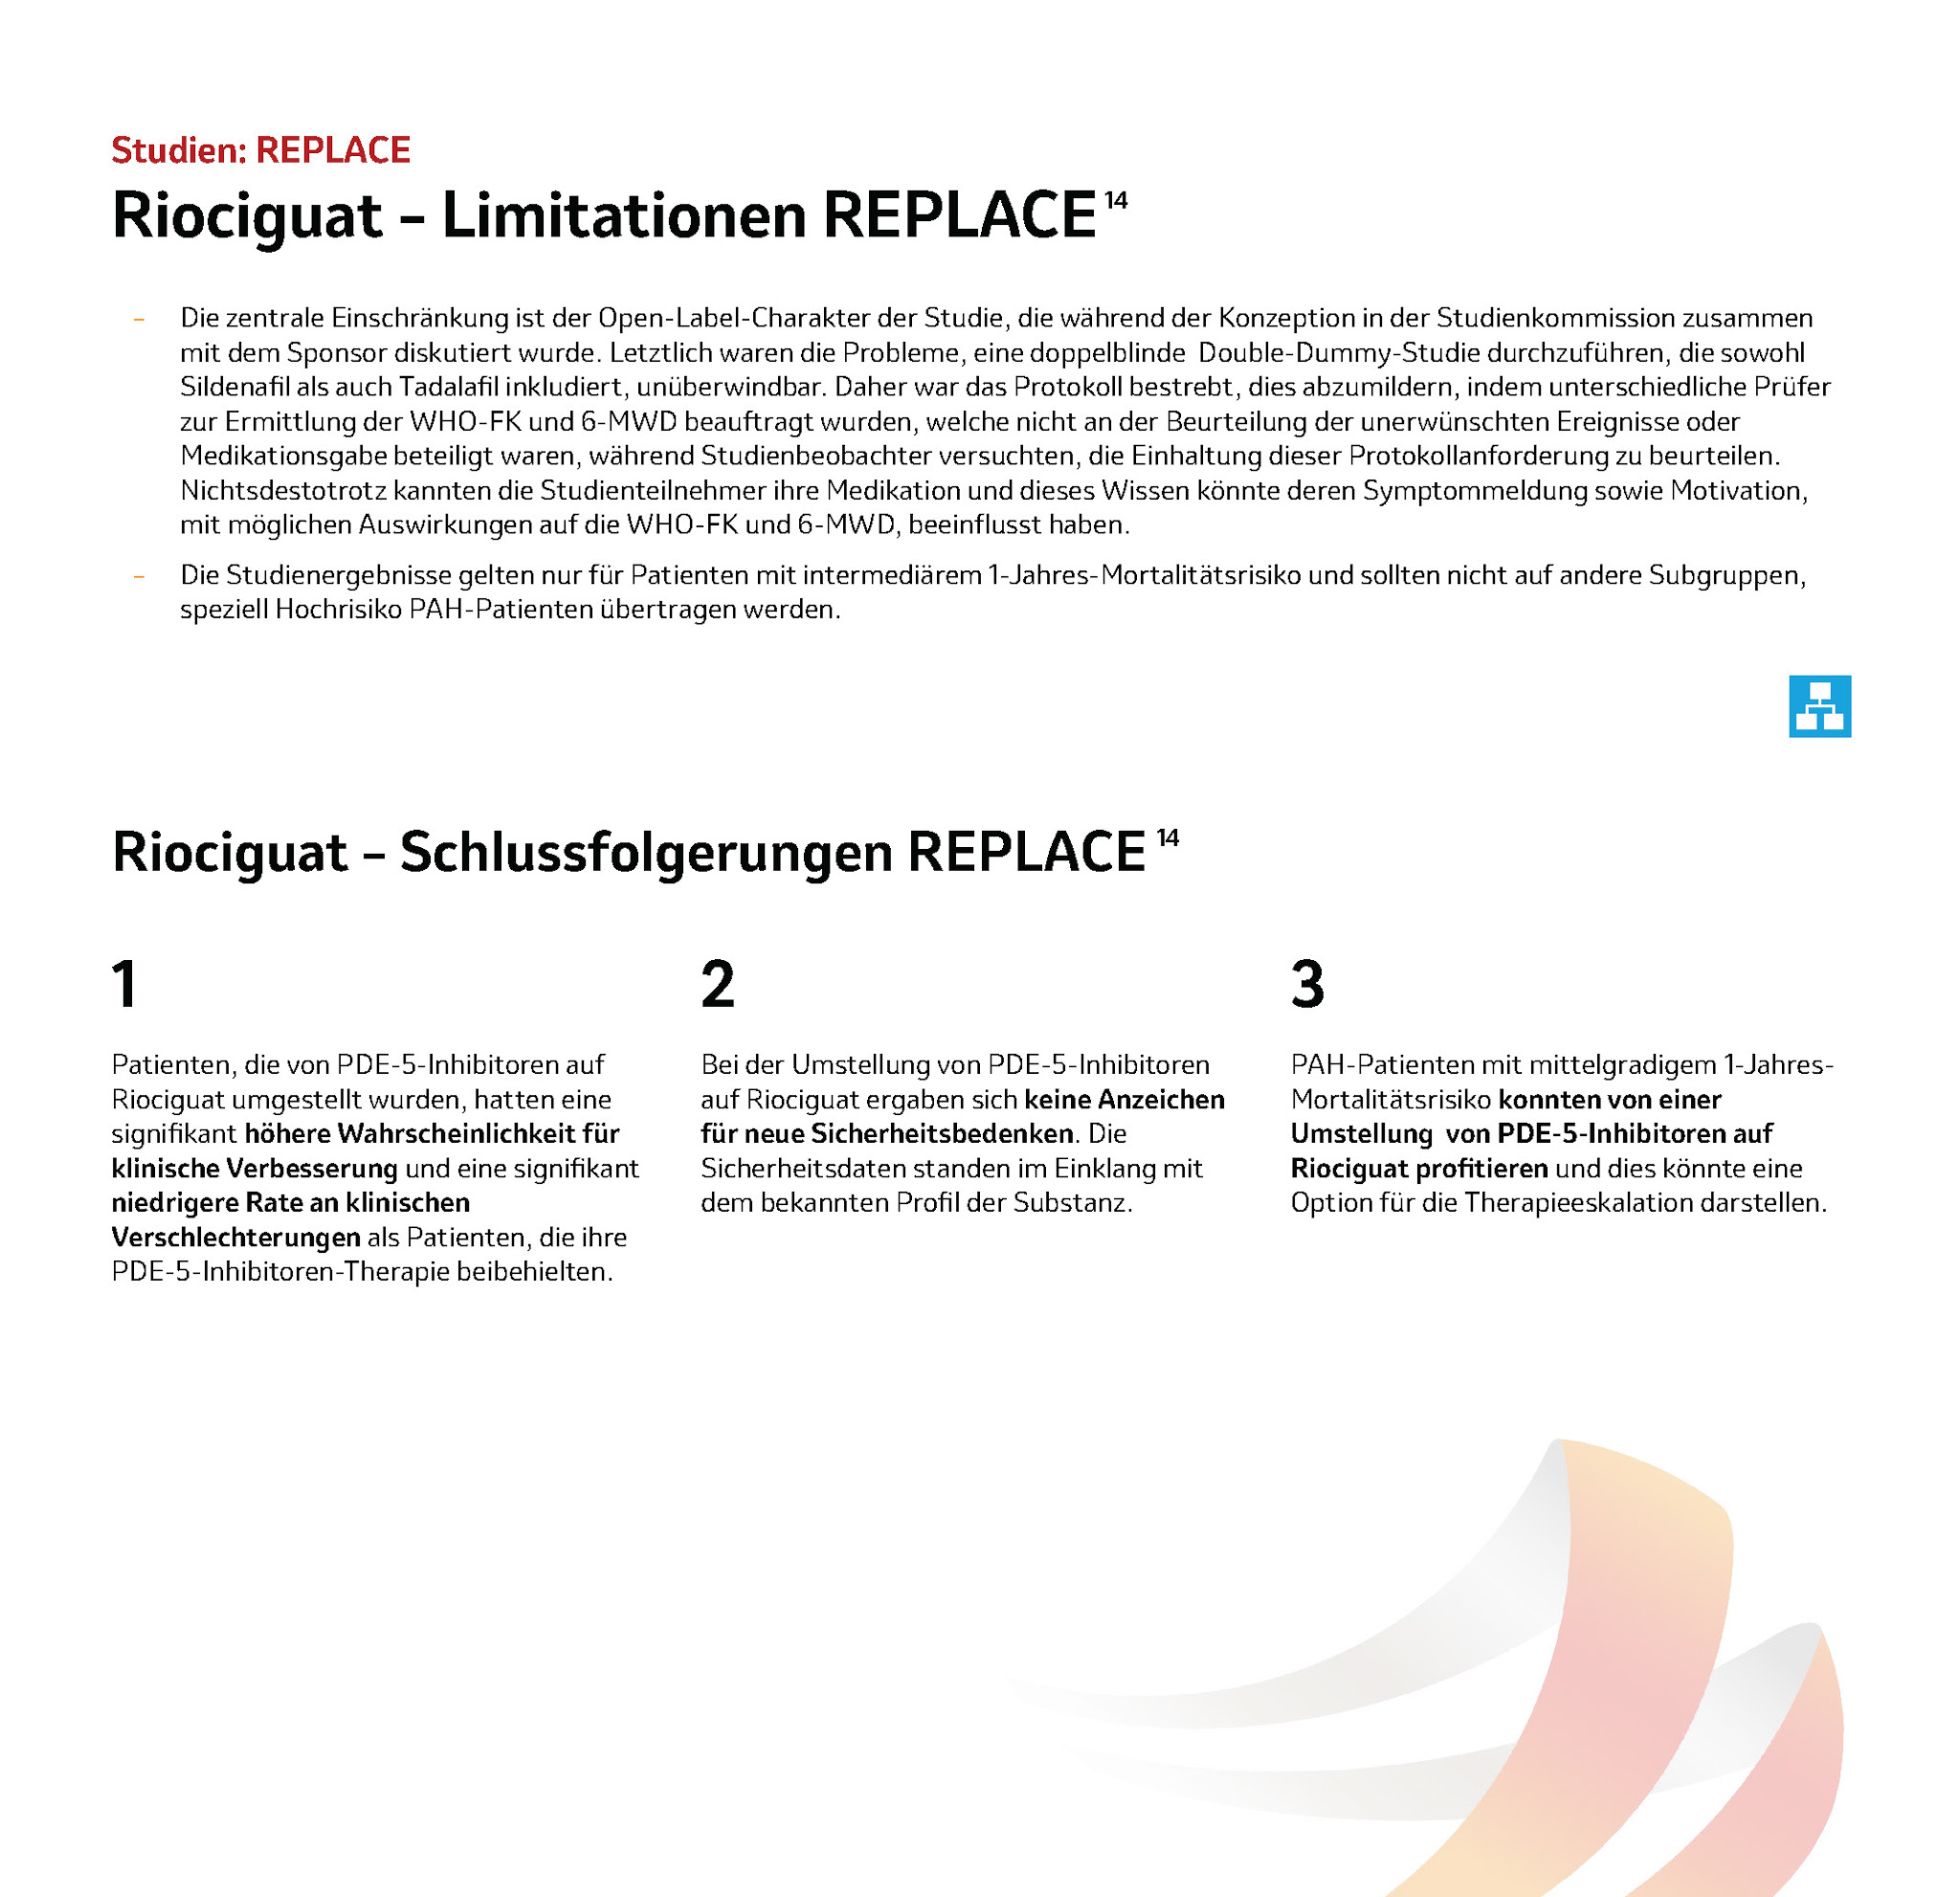 Studien: REPLACE
Riociguat – Limitationen REPLACE 14
– Die zentrale Einschränkung ist der Open-Label-Charakter der Studie, die während der Konzeption in der Studienkommission zusammen
mit dem Sponsor diskutiert wurde. Letztlich waren die Probleme, eine doppelblinde Double-Dummy-Studie durchzuführen, die sowohl
Sildenafil als auch Tadalafil inkludiert, unüberwindbar. Daher war das Protokoll bestrebt, dies abzumildern, indem unterschiedliche Prüfer
zur Ermittlung der WHO-FK und 6-MWD beauftragt wurden, welche nicht an der Beurteilung der unerwünschten Ereignisse oder
Medikationsgabe beteiligt waren, während Studienbeobachter versuchten, die Einhaltung dieser Protokollanforderung zu beurteilen.
Nichtsdestotrotz kannten die Studienteilnehmer ihre Medikation und dieses Wissen könnte deren Symptommeldung sowie Motivation,
mit möglichen Auswirkungen auf die WHO-FK und 6-MWD, beeinflusst haben.
– Die Studienergebnisse gelten nur für Patienten mit intermediärem 1-Jahres-Mortalitätsrisiko und sollten nicht auf andere Subgruppen,
speziell Hochrisiko PAH-Patienten übertragen werden.
Riociguat – Schlussfolgerungen REPLACE 14
1
Patienten, die von PDE-5-Inhibitoren auf
Riociguat umgestellt wurden, hatten eine
signifikant höhere Wahrscheinlichkeit für
klinische Verbesserung und eine signifikant
niedrigere Rate an klinischen
Verschlechterungen als Patienten, die ihre
PDE-5-Inhibitoren-Therapie beibehielten.
2
Bei der Umstellung von PDE-5-Inhibitoren
auf Riociguat ergaben sich keine Anzeichen
für neue Sicherheitsbedenken. Die
Sicherheitsdaten standen im Einklang mit
dem bekannten Profil der Substanz.
3
PAH-Patienten mit mittelgradigem 1-Jahres-
Mortalitätsrisiko konnten von einer
Umstellung von PDE-5-Inhibitoren auf
Riociguat profitieren und dies könnte eine
Option für die Therapieeskalation darstellen.